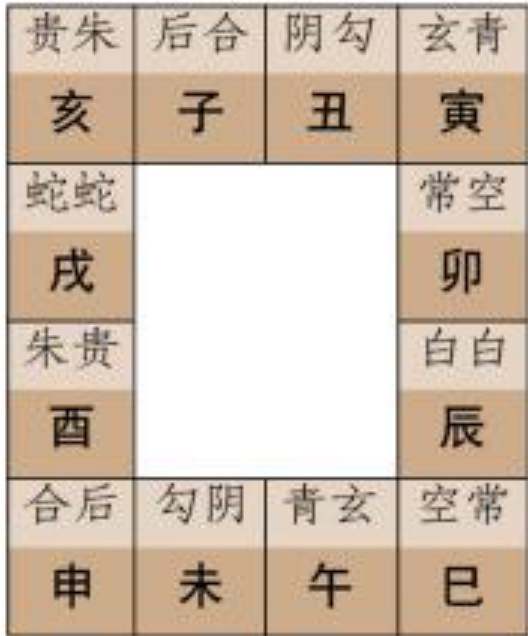 贵朱 后合 阴勾 玄青
亥 子 丑 寅
蛇蛇 常空
戌 卯
朱贵 白白
酉 辰
合后 勾阴 青玄 空常
申 未 午 巳